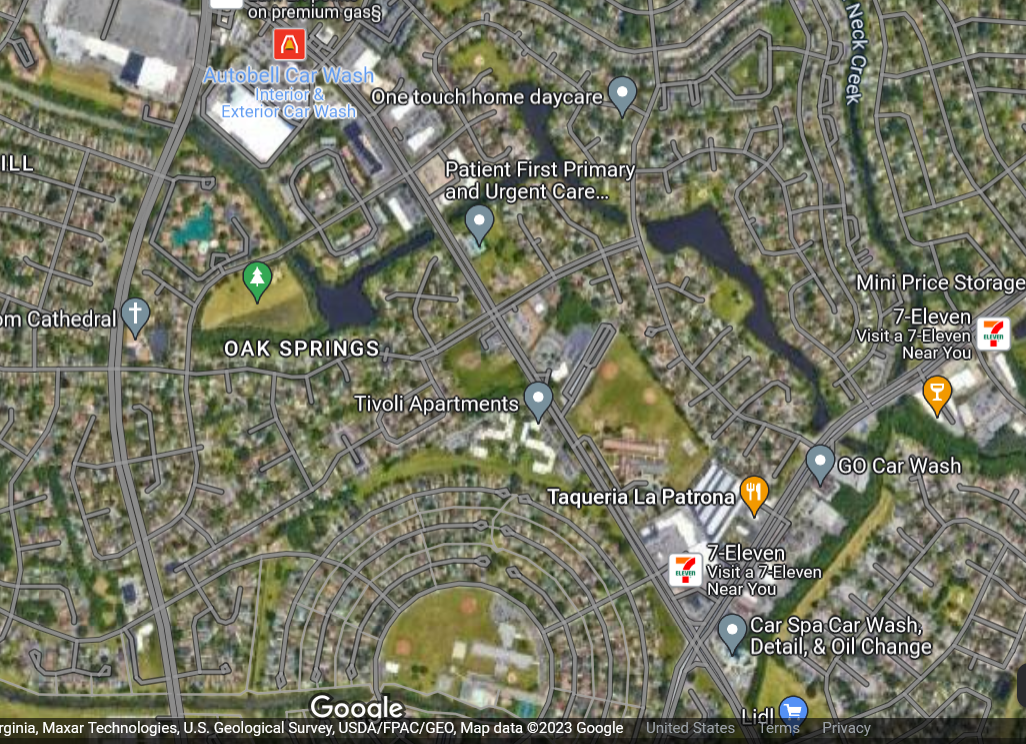 on premium gas§
Autobell Car Wash
Interior &
Exterior Car Wash
One touch home daycare
Neck Creek
ILL
Patient First Primary
and Urgent Care...
Mini Price Storage
7-Eleven
Visit a 7-Eleven
Near You
ELEVEN
om Cathedral
OAK SPRINGS
Tivoli Apartments
GO Car Wash
Taqueria La Patrona
7-Eleven
Visit a 7-Eleven
Near You
ELEVEN
Car Spa Car Wash,
Detail, & Oil Change
Lidl
Google
rginia, Maxar Technologies, U.S. Geological Survey, USDA/FPAC/GEO, Map data ©2023 Google United States Terms Privacy